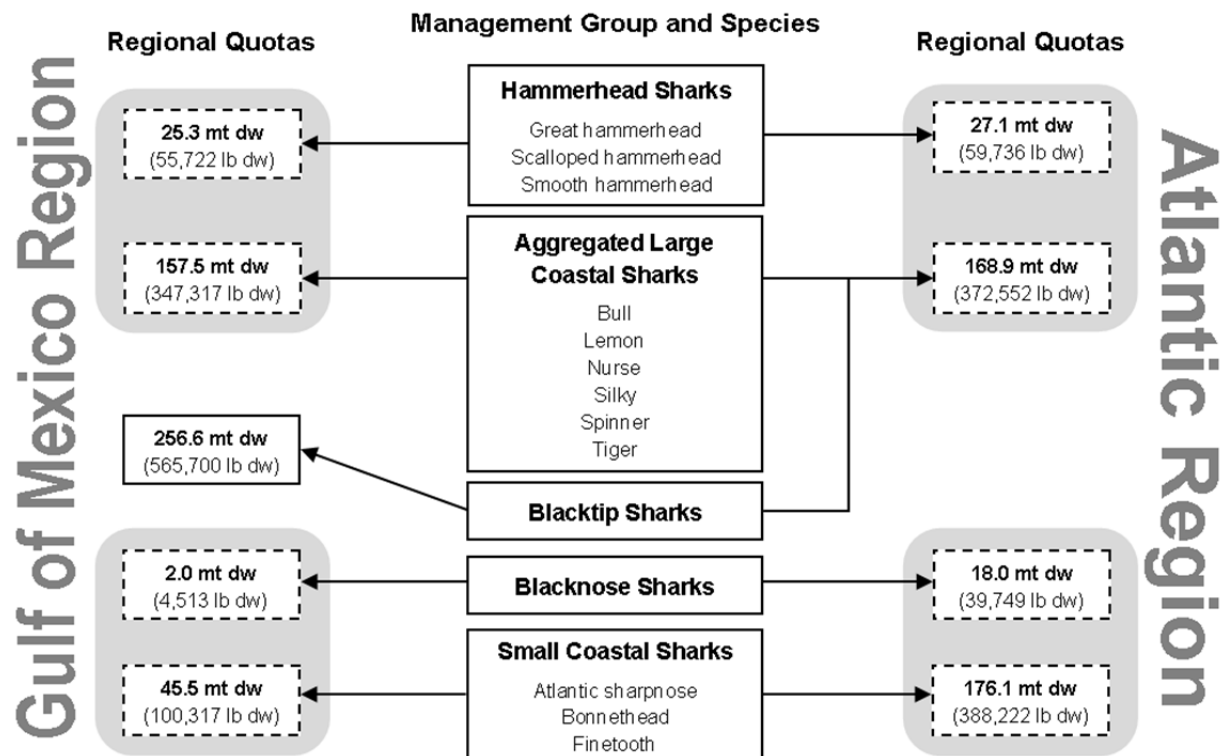 Management Group and Species
Regional Quotas
Regional Quotas
Gulf of Mexico Region
25.3 mt dw
(55,722 lb dw)
157.5 mt dw
(347,317 lb dw)
256.6 mt dw
(565,700 lb dw)
2.0 mt dw
(4,513 lb dw)
45.5 mt dw
(100,317 lb dw)
Hammerhead Sharks
Great hammerhead
Scalloped hammerhead
Smooth hammerhead
Aggregated Large
Coastal Sharks
Bull
Lemon
Nurse
Silky
Spinner
Tiger
Blacktip Sharks
Blacknose Sharks
Small Coastal Sharks
Atlantic sharpnose
Bonnethead
Finetooth
27.1 mt dw
(59,736 lb dw)
168.9 mt dw
(372,552 lb dw)
18.0 mt dw
(39,749 lb dw)
176.1 mt dw
(388,222 lb dw)
Atlantic Region